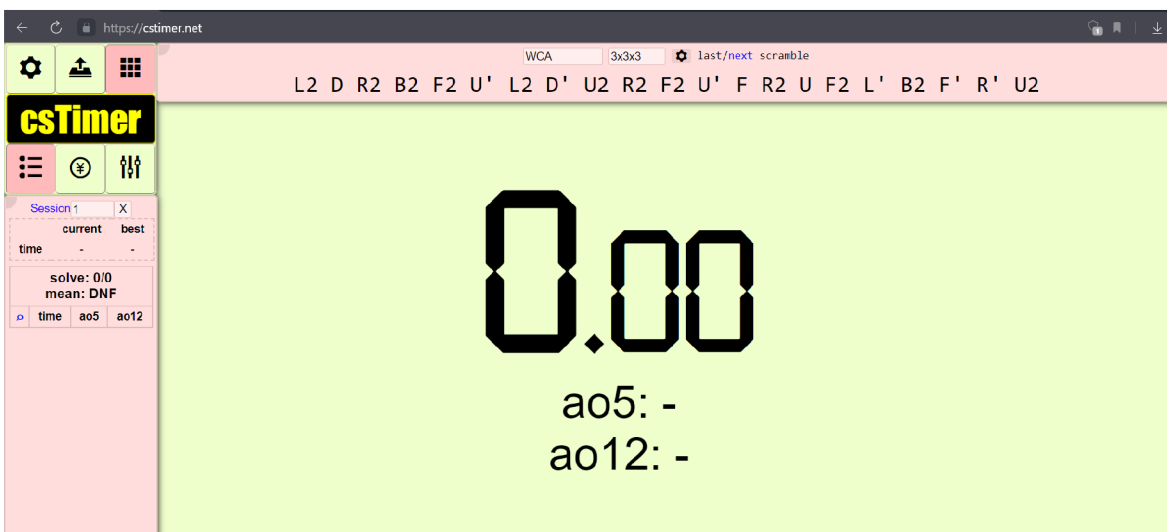 https://cstimer.net
WCA 3x3x3 last/next scramble
L2 D R2 B2 F2 U' L2 D' U2 R2 F2 U' F R2 U F2 L' B2 F' R' U2
csTimer
Session 1 X
current best
time - -
solve: 0/0
mean: DNF
time ao5 ao12
0.00
ao5: -
ao12: -